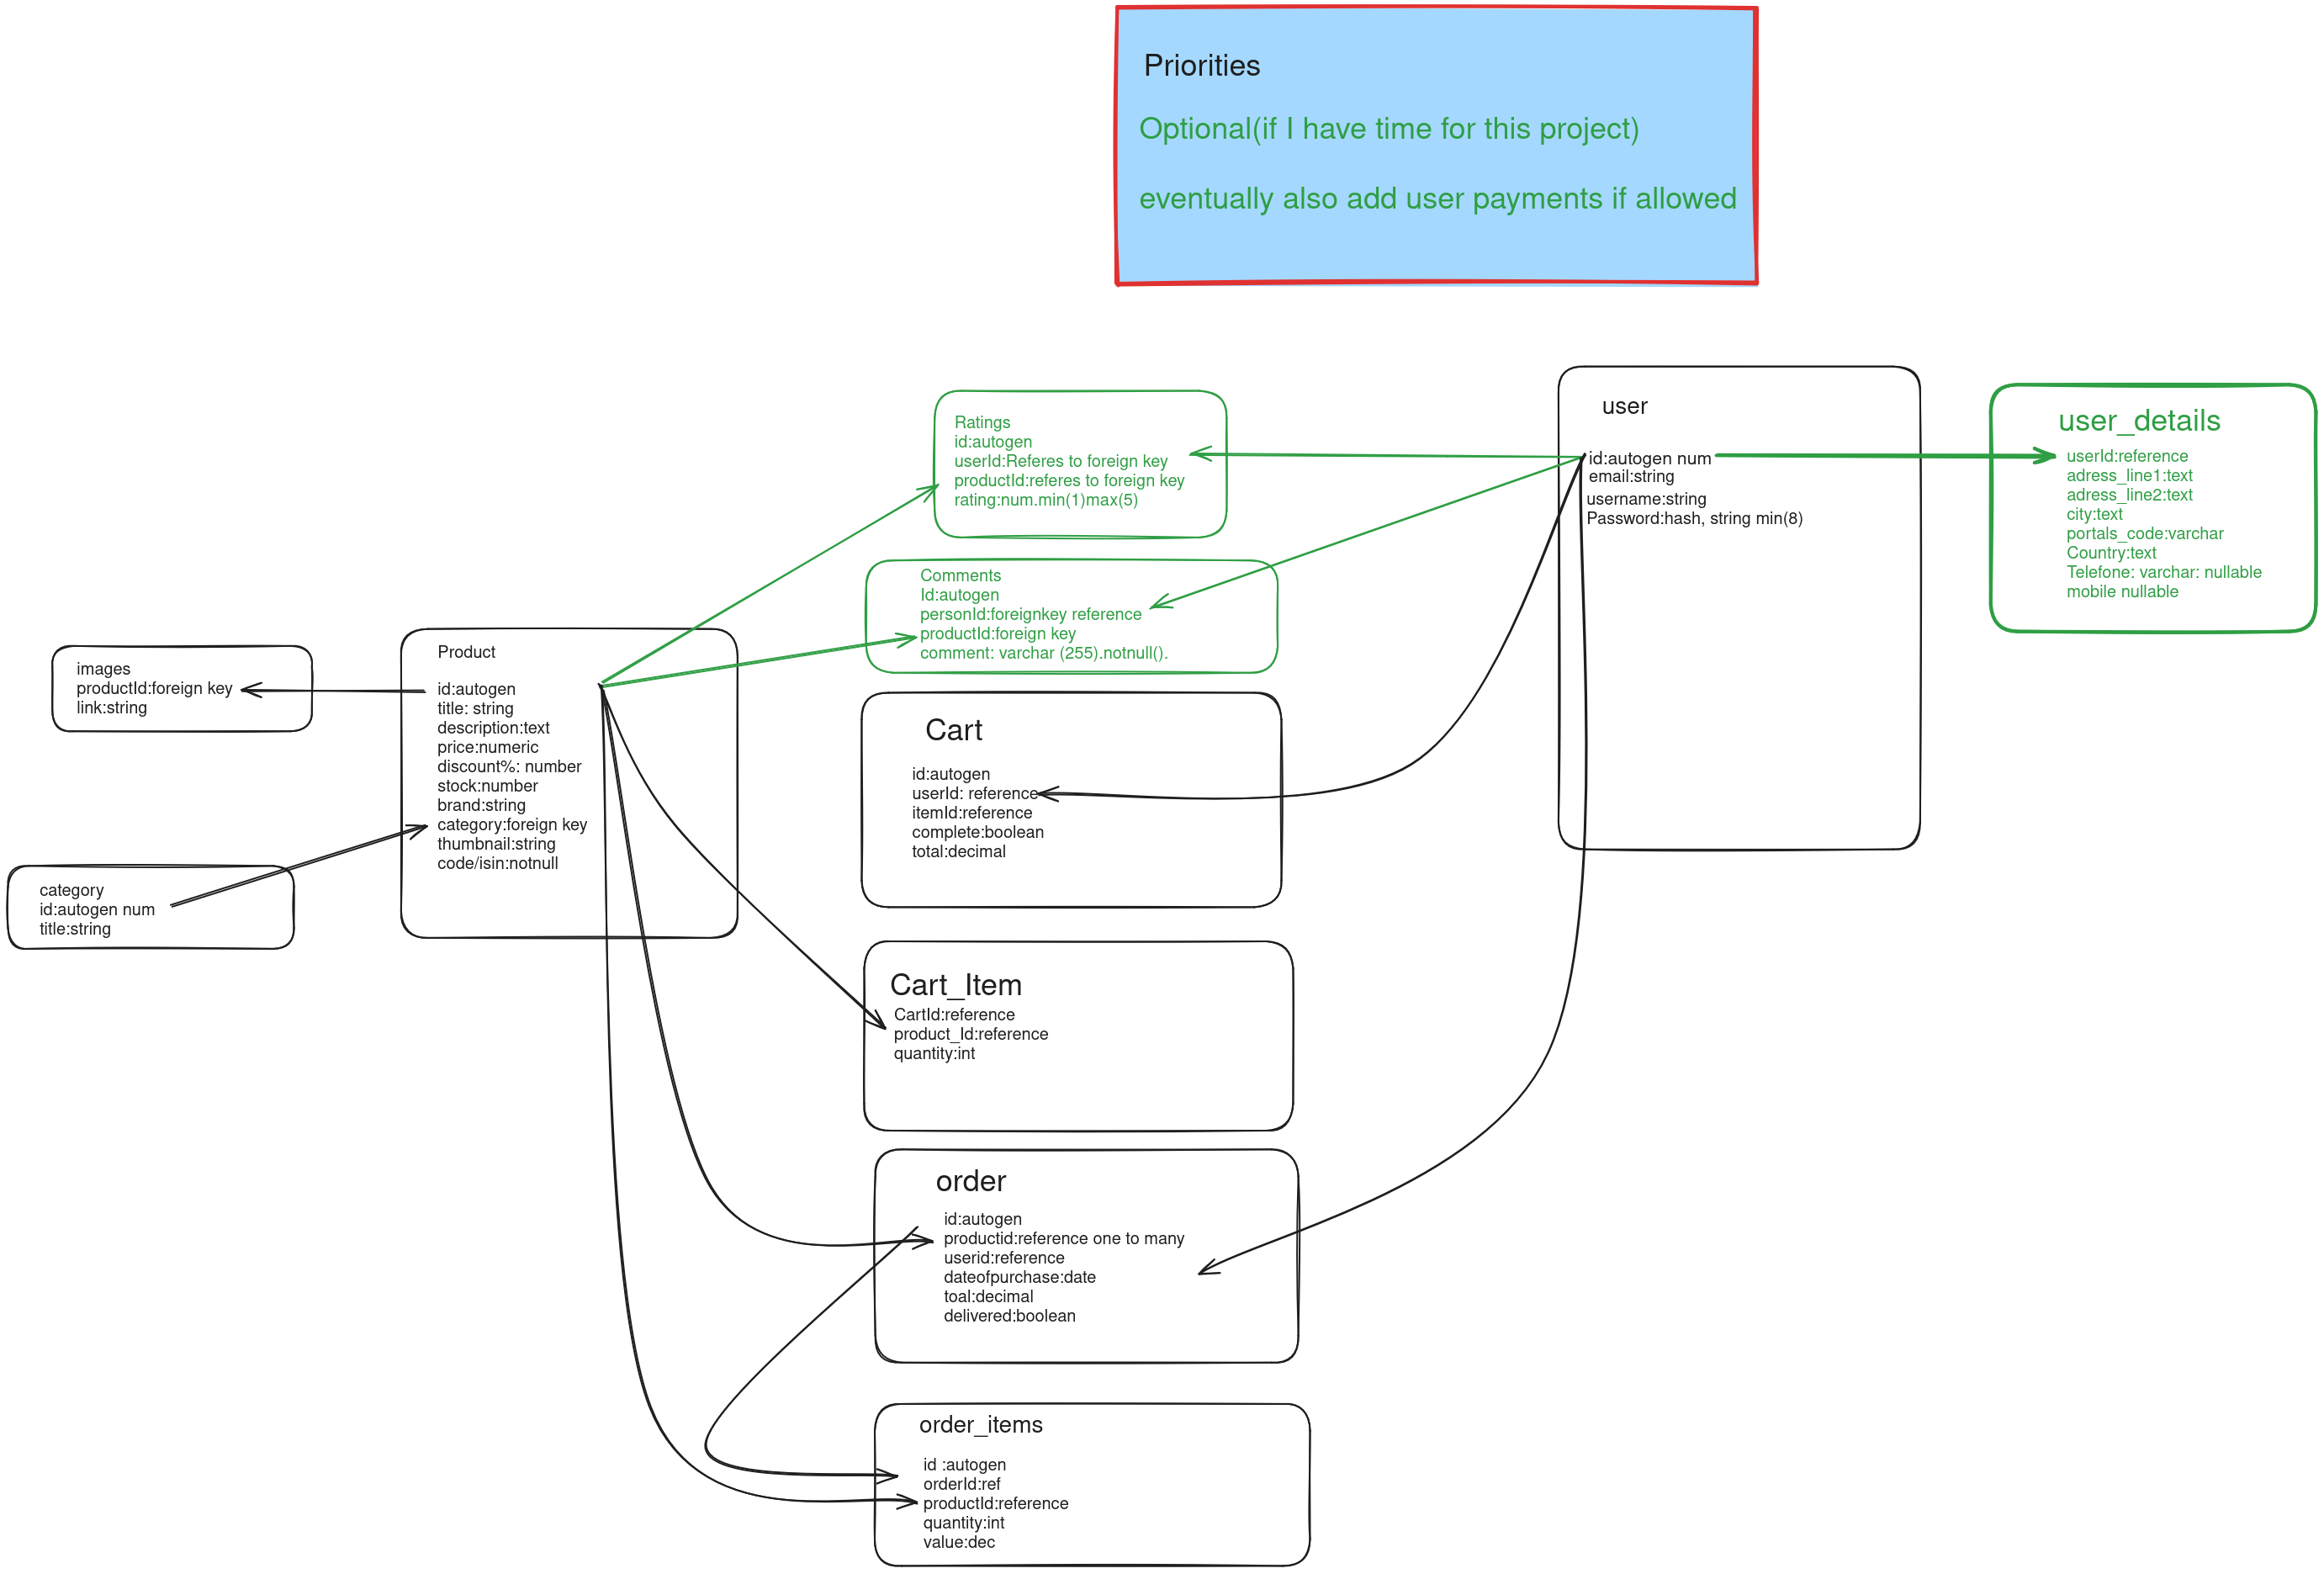 Priorities
Optional(if I have time for this project)
eventually also add user payments if allowed
images
productId:foreign key
link:string
category
id:autogen num
title:string
Product
id:autogen
title: string
description:text
price:numeric
discount%: number
stock:number
brand:string
category:foreign key
thumbnail:string
code/isin:notnull
Ratings
id:autogen
userId:Referes to foreign key
productId:referes to foreign key
rating:num.min(1)max(5)
Comments
Id:autogen
personId:foreignkey reference
productId:foreign key
comment: varchar (255).notnull().
Cart
id:autogen
userId: reference
itemId:reference
complete:boolean
total:decimal
Cart_Item
CartId:reference
product_Id:reference
quantity:int
order
id:autogen
productid:reference one to many
userid:reference
dateofpurchase:date
toal:decimal
delivered:boolean
order_items
id :autogen
orderId:ref
productId:reference
quantity:int
value:dec
user
id:autogen num
email:string
username:string
Password:hash, string min(8)
user_details
userId:reference
adress_line1:text
adress_line2:text
city:text
portals_code:varchar
Country:text
Telefone: varchar: nullable
mobile nullable